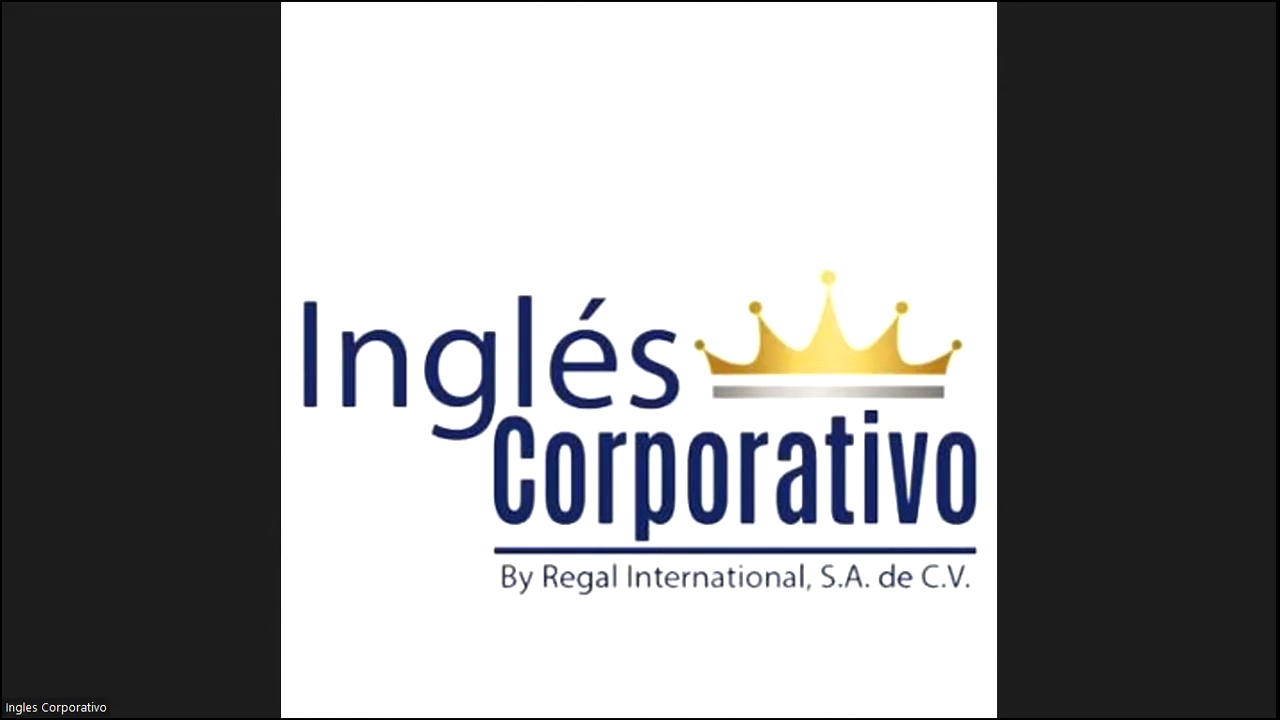 Inglés
Corporativo
By Regal International, S.A. de C.V.
Ingles Corporativo